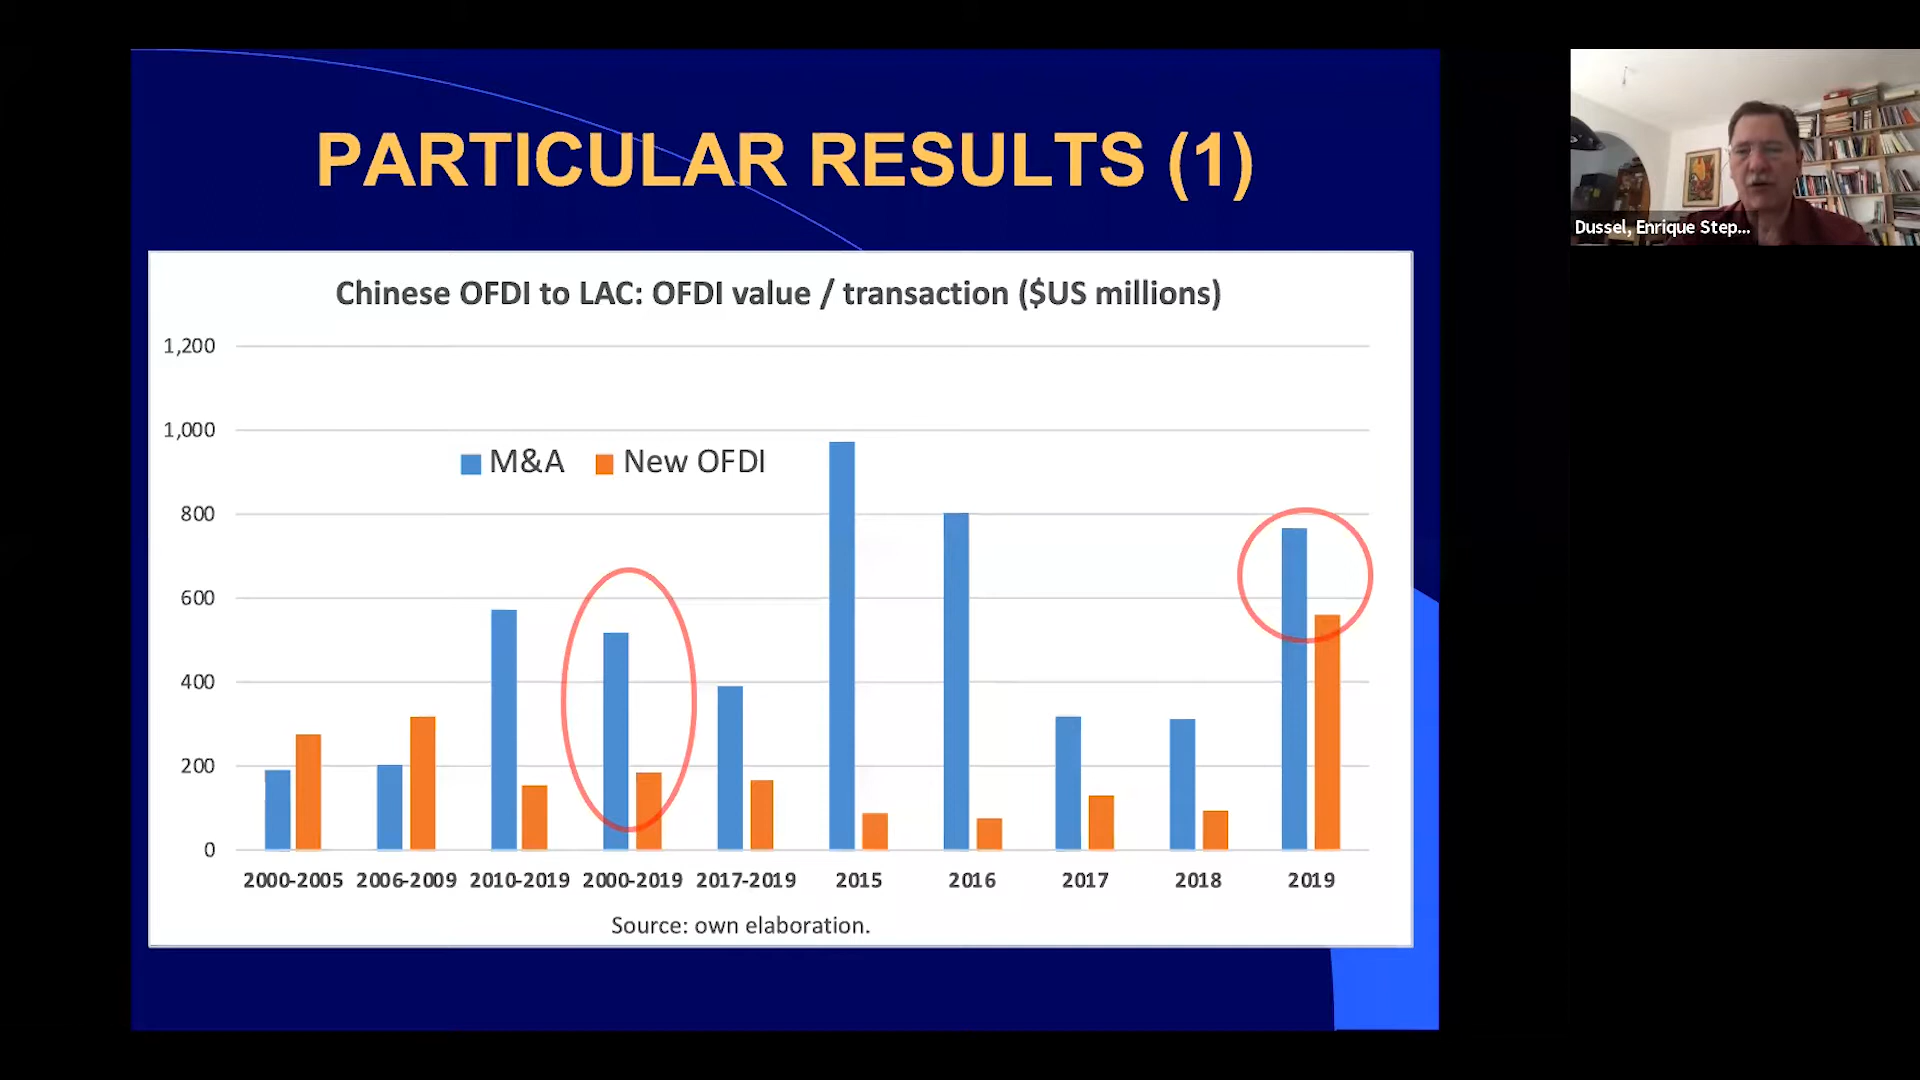 PARTICULAR RESULTS (1)
Chinese OFDI to LAC: OFDI value / transaction ($US millions)
1,200
1,000
800
600
400
200
0
M&A New OFDI
2000-2005 2006-2009 2010-2019 2000-2019 2017-2019 2015 2016 2017 2018 2019
Source: own elaboration.
Dussel, Enrique Step...